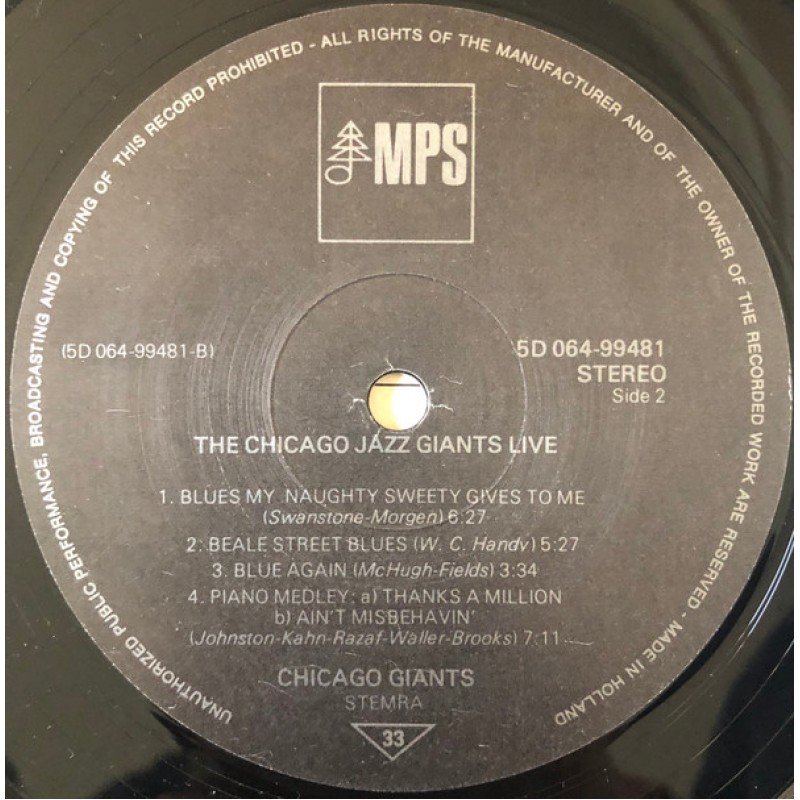 UNAUTHORIZED PUBLIC PERFORMANCE, BROADCASTING AND COPYING OF THIS RECORD PROHIBITED - ALL RIGHTS OF THE MANUFACTURER AND OF THE OWNER OF THE RECORDED WORK ARE RESERVED - MADE IN HOLLAND
MPS
(5D 064-99481-B)
5D 064-99481
STEREO
Side 2
THE CHICAGO JAZZ GIANTS LIVE
1. BLUES MY NAUGHTY SWEETY GIVES TO ME
(Swanstone-Morgen) 6:27
2: BEALE STREET BLUES (W. C. Handy) 5:27
3. BLUE AGAIN (McHugh-Fields) 3:34
4. PIANO MEDLEY: a) THANKS A MILLION
b) AIN'T MISBEHAVIN'
(Johnston-Kahn-Razaf-Waller-Brooks) 7:11
CHICAGO GIANTS
STEMRA
33